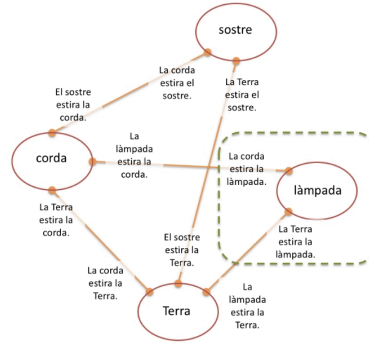 sostre
La corda
estira el
sostre.
La Terra
estira el
sostre.
El sostre
estira la
corda.
La
làmpada
estira la
corda.
corda
La corda
estira la
làmpada.
làmpada
La Terra
estira la
corda.
El sostre
estira la
Terra.
La Terra
estira la
làmpada.
La corda
estira la
Terra.
La
làmpada
estira la
Terra.
Terra